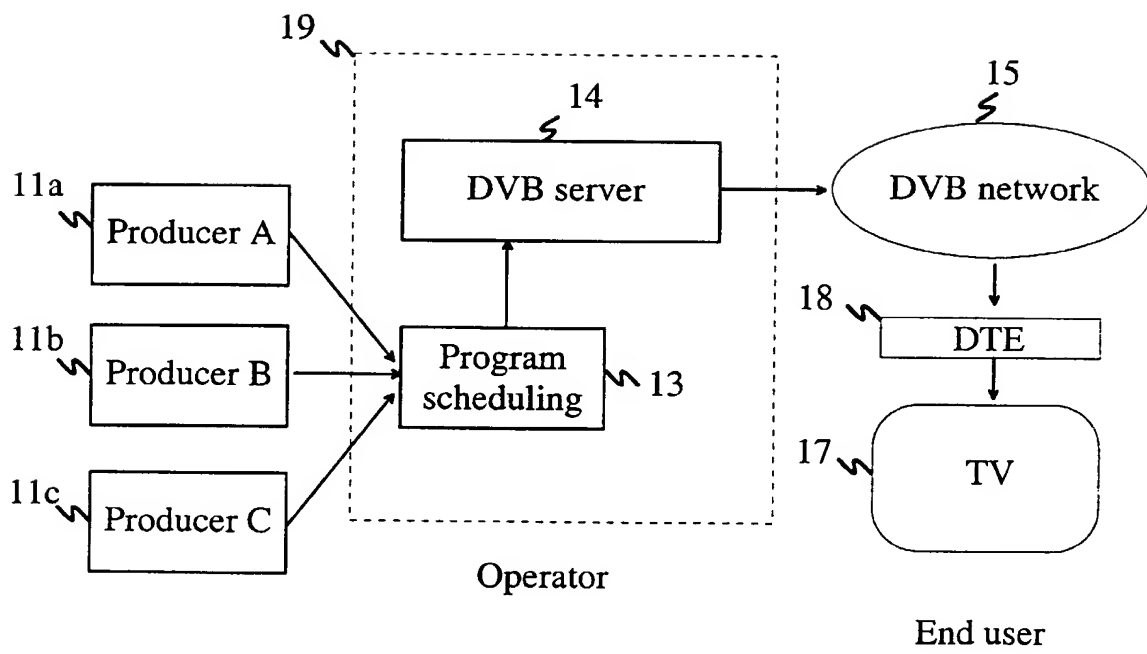 19
14
15
DVB server
DVB network
11a
Producer A
18
DTE
11b
Producer B
Program
scheduling
13
17
TV
11c
Producer C
Operator
End user